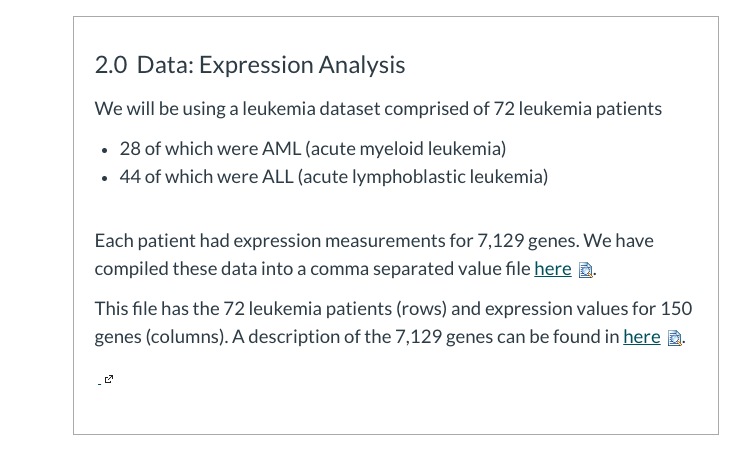 2.0 Data: Expression Analysis
We will be using a leukemia dataset comprised of 72 leukemia patients
• 28 of which were AML (acute myeloid leukemia)
• 44 of which were ALL (acute lymphoblastic leukemia)
Each patient had expression measurements for 7,129 genes. We have
compiled these data into a comma separated value file here.
This file has the 72 leukemia patients (rows) and expression values for 150
genes (columns). A description of the 7,129 genes can be found in here.